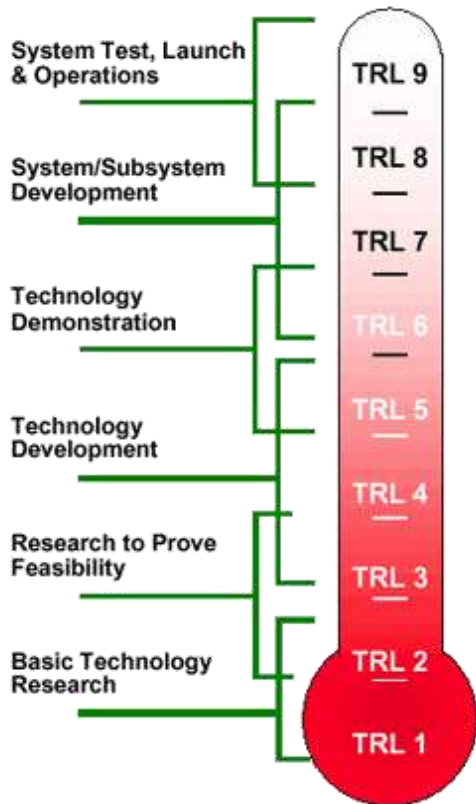 System Test, Launch
& Operations
System/Subsystem
Development
Technology
Demonstration
Technology
Development
Research to Prove
Feasibility
Basic Technology
Research
TRL 9
TRL 8
TRL 7
TRL 6
TRL 5
TRL 4
TRL 3
TRL 2
TRL 1